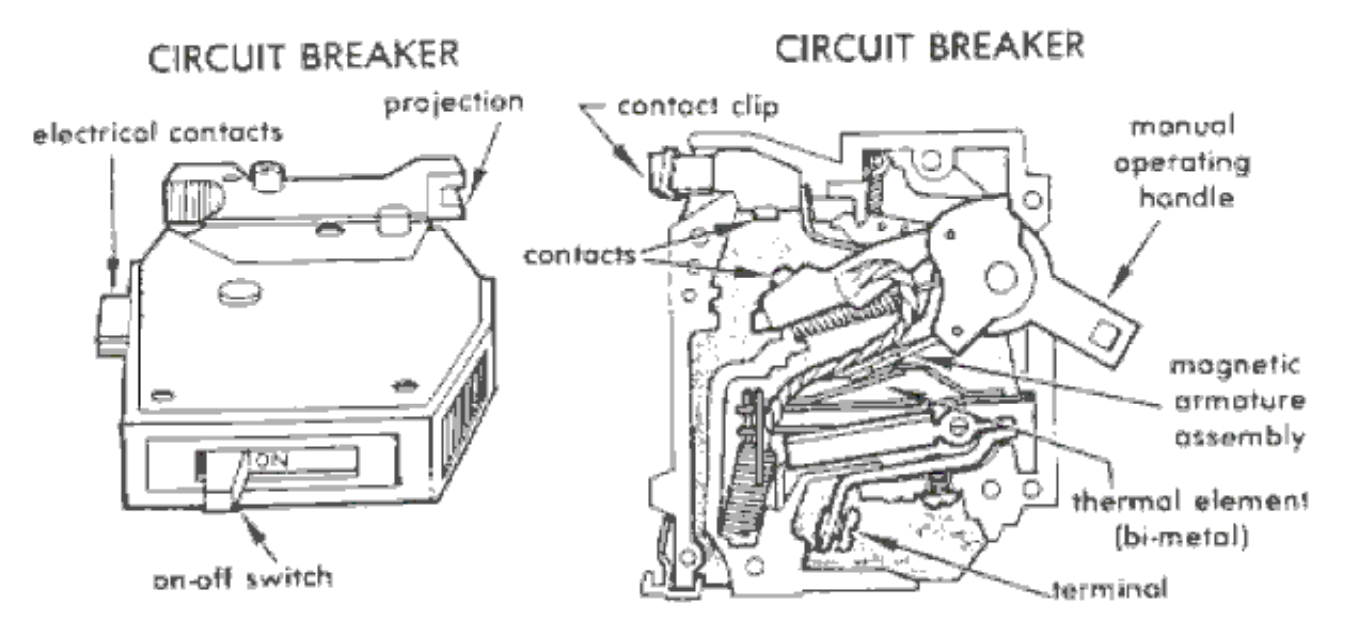 CIRCUIT BREAKER
projection
electrical contacts
ON
on-off switch
CIRCUIT BREAKER
contact clip
manual
operating
handle
contacts
magnetic
armature
assembly
thermal element
(bi-metal)
terminal